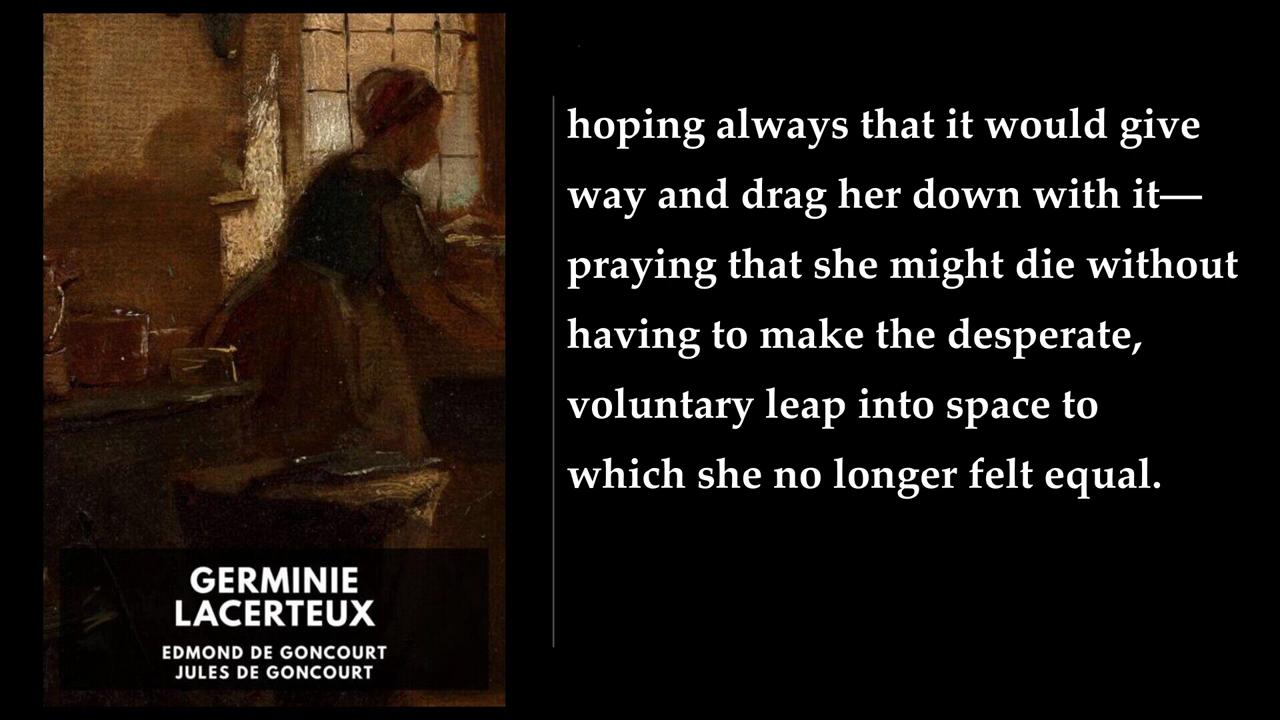 hoping always that it would give
way and drag her down with it—
praying that she might die without
having to make the desperate,
voluntary leap into space to
which she no longer felt equal.
GERMINIE
LACERTEUX
EDMOND DE GONCOURT
JULES DE GONCOURT